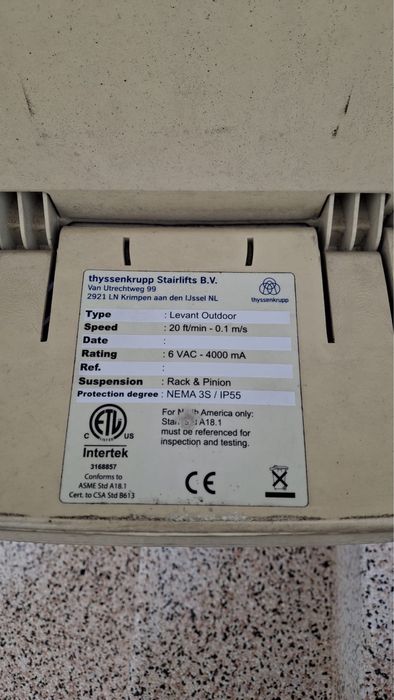 thyssenkrupp Stairlifts B.V.
Van Utrechtweg 99
2921 LN Krimpen aan den IJssel NL
thyssenkrupp
Type : Levant Outdoor
Speed : 20 ft/min - 0.1 m/s
Date :
Rating : 6 VAC - 4000 mA
Ref. :
Suspension : Rack & Pinion
Protection degree : NEMA 3S / IP55
ETL
C US
INTERTEK
Intertek
3168857
Conforms to
ASME Std A18.1
Cert. to CSA Std B613
For North America only:
Standard A18.1
must be referenced for
inspection and testing.
CE